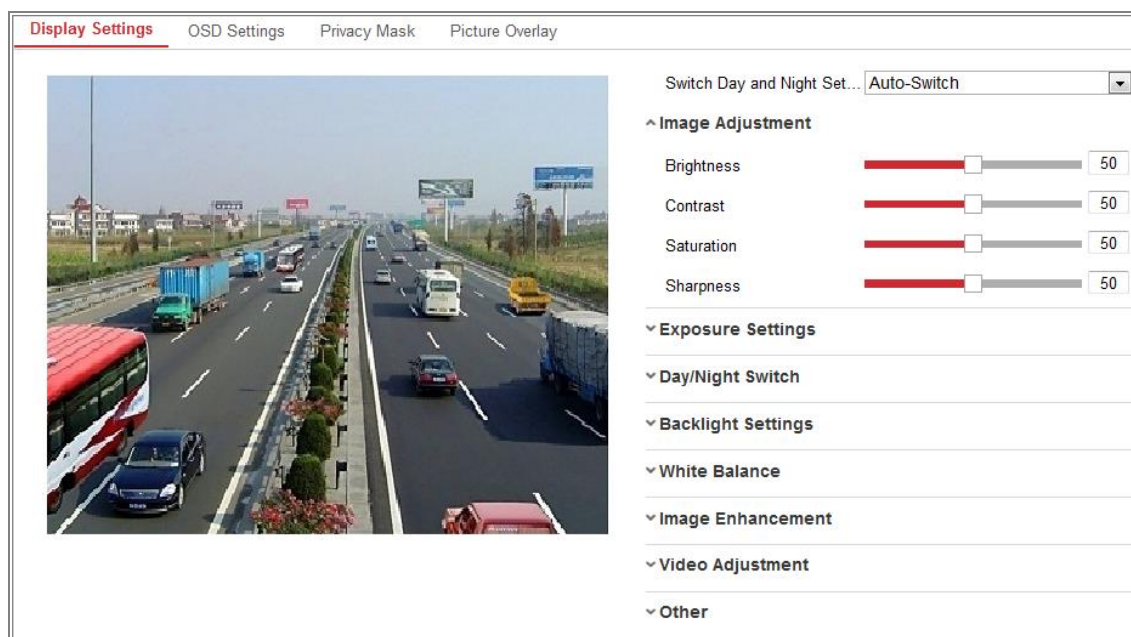 Display Settings OSD Settings Privacy Mask Picture Overlay
Switch Day and Night Set... Auto-Switch
Image Adjustment
Brightness 50
Contrast 50
Saturation 50
Sharpness 50
Exposure Settings
Day/Night Switch
Backlight Settings
White Balance
Image Enhancement
Video Adjustment
Other